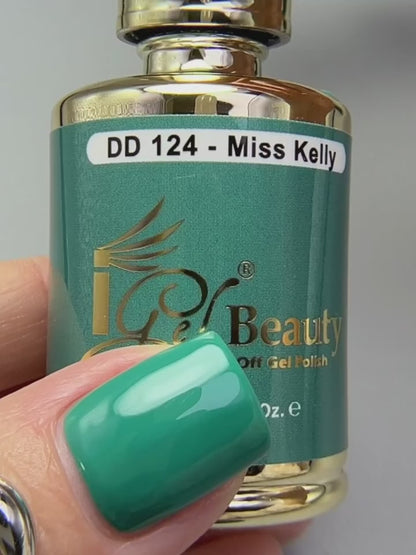 DD 124 - Miss Kelly
iGel Beauty®
Off Gel Polish
Oz. e